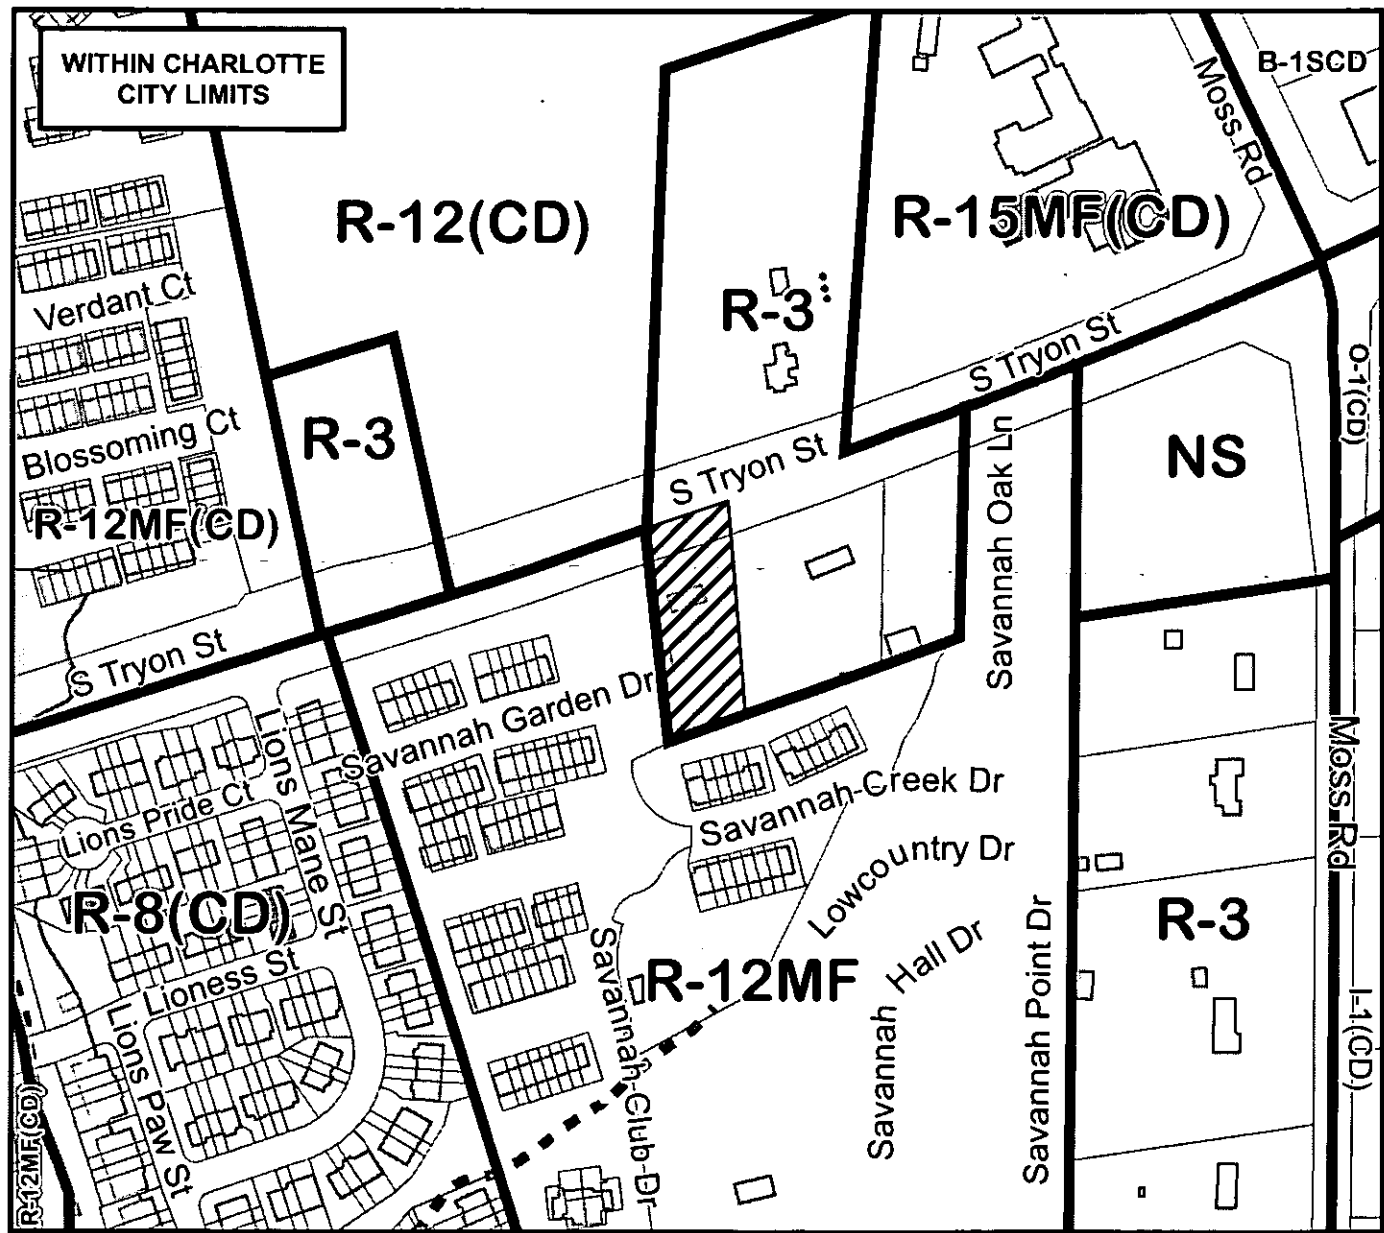 WITHIN CHARLOTTE
CITY LIMITS
B-1SCD
Moss Rd
R-12(CD)
R-15MF(CD)
Verdant Ct
R-3
S Tryon St
O-1(CD)
Blossoming Ct
R-3
S Tryon St
Savannah Oak Ln
NS
R-12MF(CD)
S Tryon St
Savannah Garden Dr
Lions Mane St
Lions Pride Ct
Savannah Creek Dr
Moss Rd
Lowcountry Dr
R-8(CD)
R-3
Savannah Hall Dr
Savannah Point Dr
Lioness St
R-12MF
Savannah Club Dr
I-1(CD)
Lions Paw St
R-12MF(CD)